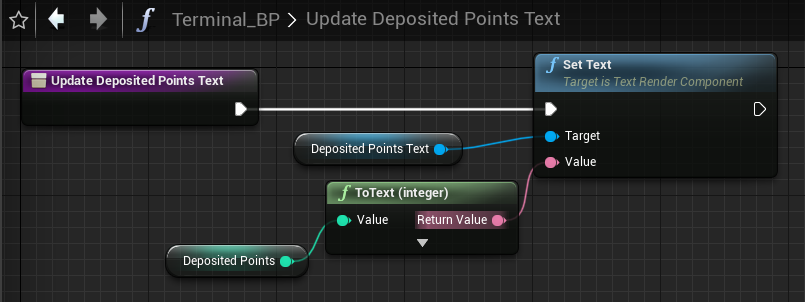 Terminal_BP > Update Deposited Points Text
Update Deposited Points Text
f Set Text
Target is Text Render Component
Target
Value
Deposited Points Text
f ToText (integer)
Value
Return Value
Deposited Points